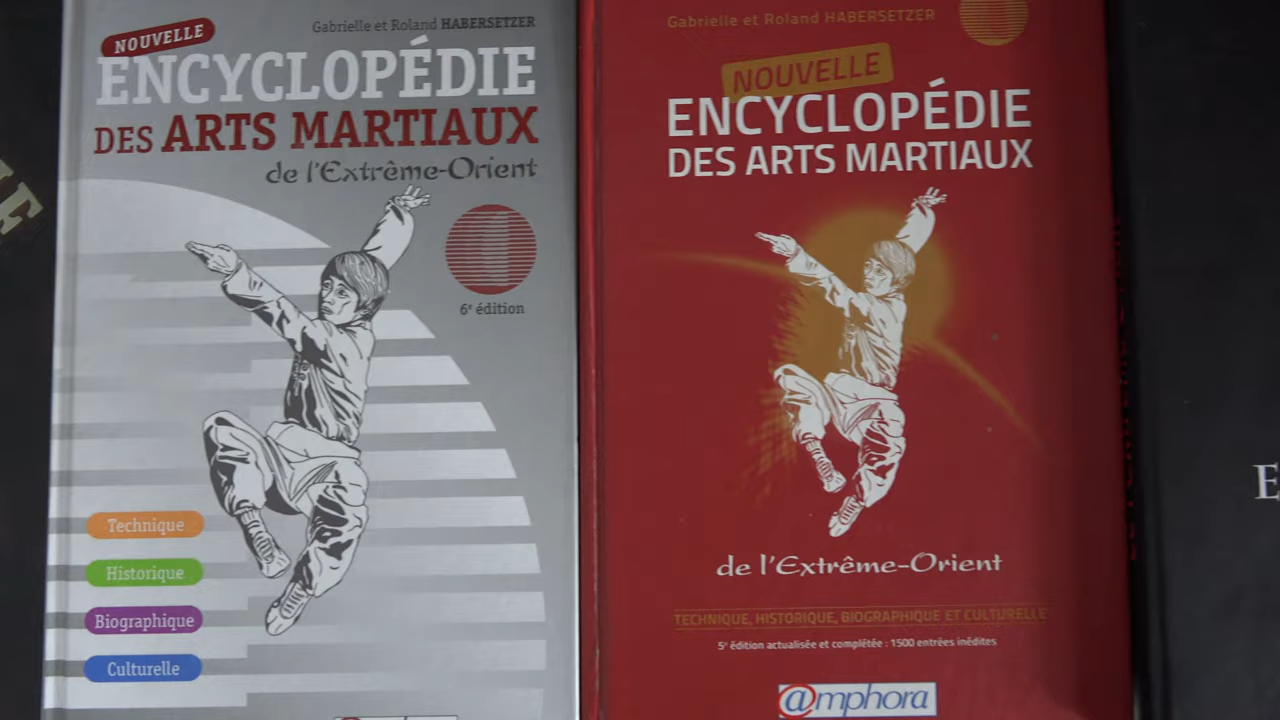 Gabrielle et Roland HABERSETZER
NOUVELLE
ENCYCLOPÉDIE
DES ARTS MARTIAUX
de l'Extrême-Orient
6e édition
Technique
Historique
Biographique
Culturelle
Gabrielle et Roland HABERSETZER
NOUVELLE
ENCYCLOPÉDIE
DES ARTS MARTIAUX
de l'Extrême-Orient
TECHNIQUE, HISTORIQUE, BIOGRAPHIQUE ET CULTURELLE
5e édition actualisée et complétée : 1500 entrées inédites
@mphora
E